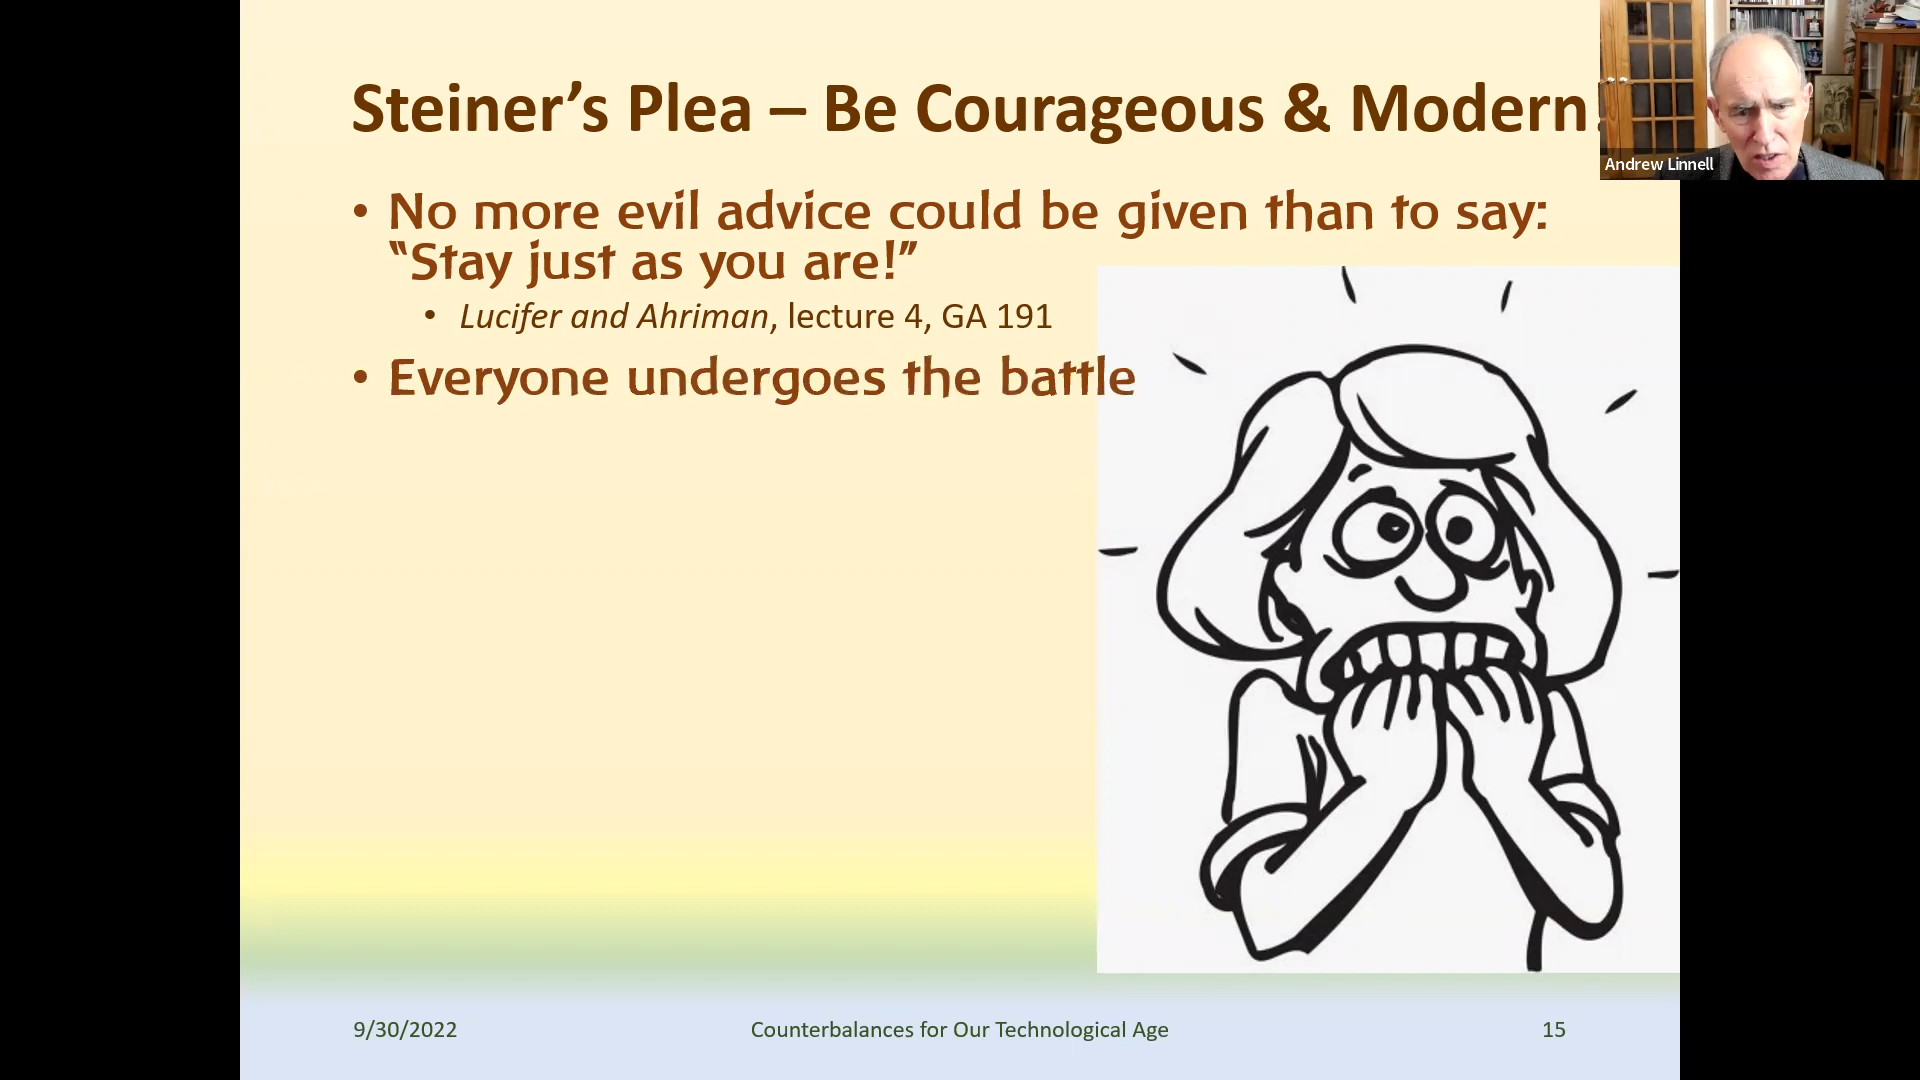 Steiner’s Plea – Be Courageous & Modern!
Andrew Linnell
• No more evil advice could be given than to say:
“Stay just as you are!”
• Lucifer and Ahriman, lecture 4, GA 191
• Everyone undergoes the battle
9/30/2022
Counterbalances for Our Technological Age
15